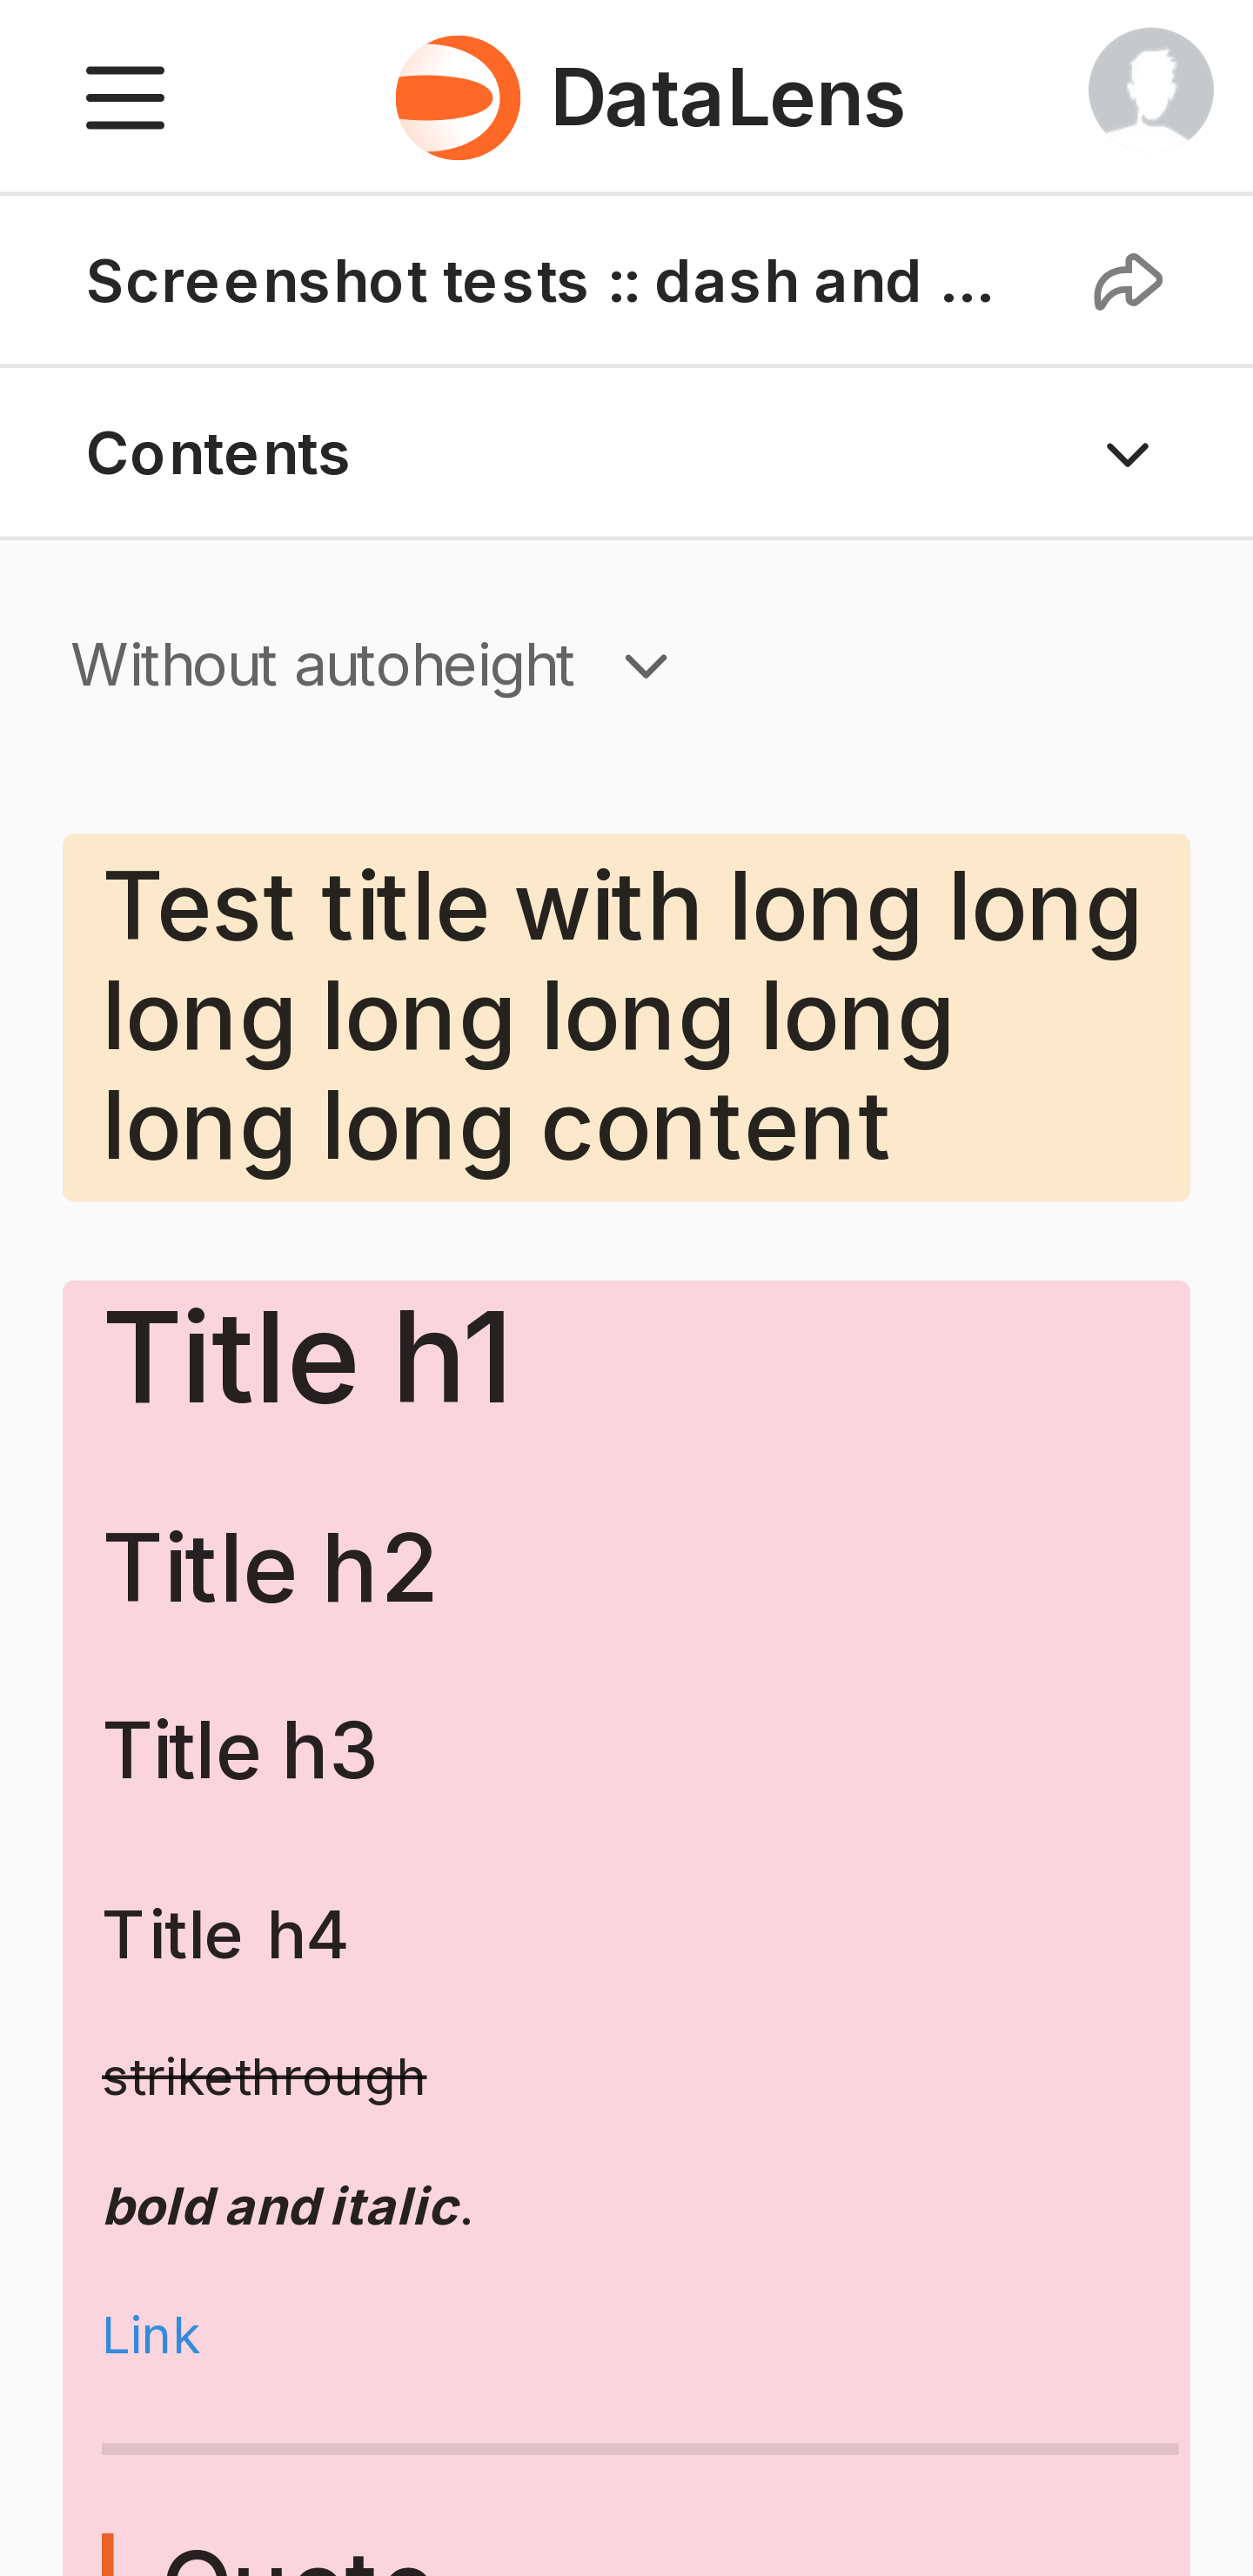 DataLens
Screenshot tests :: dash and ...
Contents
Without autoheight
Test title with long long
long long long long
long long content
Title h1
Title h2
Title h3
Title h4
strikethrough
bold and italic.
Link
Quote